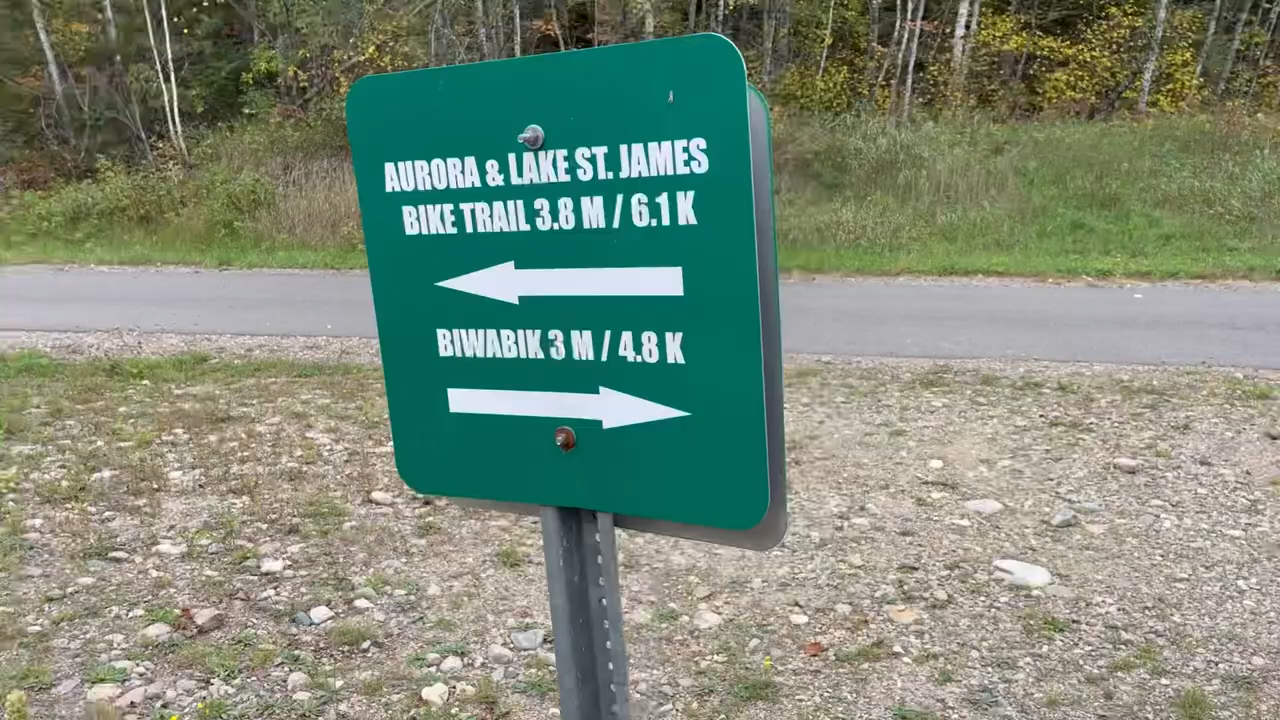 AURORA & LAKE ST. JAMES
BIKE TRAIL 3.8 M / 6.1 K
BIWABIK 3 M / 4.8 K